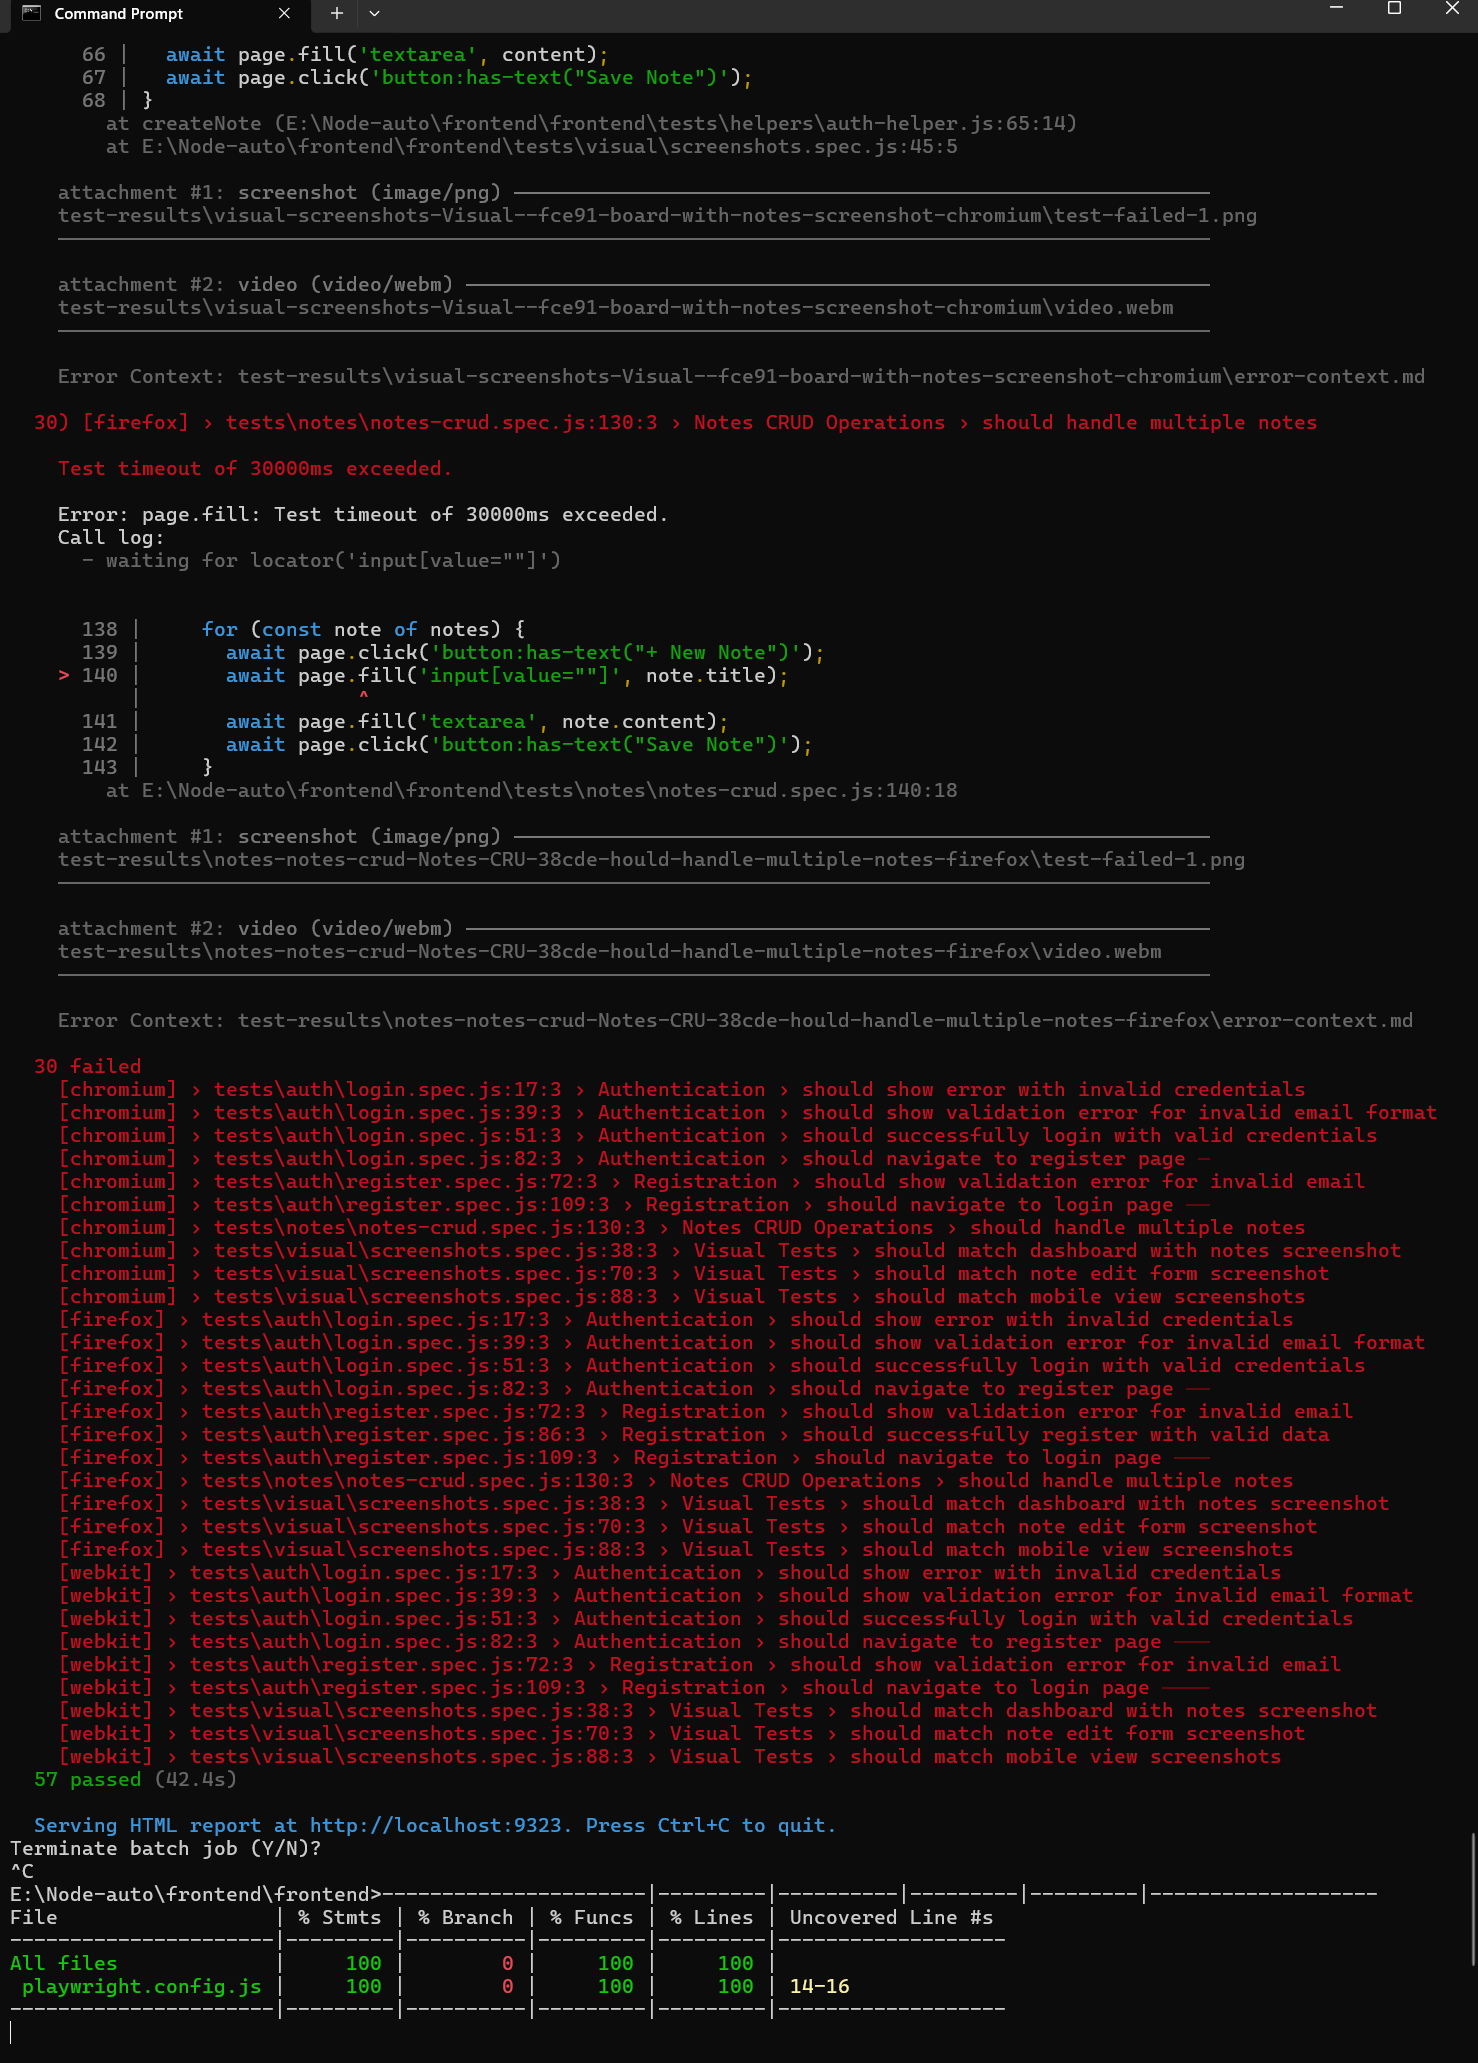 Command Prompt
66 |   await page.fill('textarea', content);
67 |   await page.click('button:has-text("Save Note")');
68 | }
at createNote (E:\Node-auto\frontend\frontend\tests\helpers\auth-helper.js:65:14)
at E:\Node-auto\frontend\frontend\tests\visual\screenshots.spec.js:45:5
attachment #1: screenshot (image/png) ──────────────────────────────────────────────────────────
test-results\visual-screenshots-Visual--fce91-board-with-notes-screenshot-chromium\test-failed-1.png
────────────────────────────────────────────────────────────────────────────────────────────────
attachment #2: video (video/webm) ──────────────────────────────────────────────────────────────
test-results\visual-screenshots-Visual--fce91-board-with-notes-screenshot-chromium\video.webm
────────────────────────────────────────────────────────────────────────────────────────────────
Error Context: test-results\visual-screenshots-Visual--fce91-board-with-notes-screenshot-chromium\error-context.md
30) [firefox] › tests\notes\notes-crud.spec.js:130:3 › Notes CRUD Operations › should handle multiple notes
Test timeout of 30000ms exceeded.
Error: page.fill: Test timeout of 30000ms exceeded.
Call log:
- waiting for locator('input[value=""]')
138 |     for (const note of notes) {
139 |       await page.click('button:has-text("+ New Note")');
> 140 |       await page.fill('input[value=""]', note.title);
|                  ^
141 |       await page.fill('textarea', note.content);
142 |       await page.click('button:has-text("Save Note")');
143 |     }
at E:\Node-auto\frontend\frontend\tests\notes\notes-crud.spec.js:140:18
attachment #1: screenshot (image/png) ──────────────────────────────────────────────────────────
test-results\notes-notes-crud-Notes-CRU-38cde-hould-handle-multiple-notes-firefox\test-failed-1.png
────────────────────────────────────────────────────────────────────────────────────────────────
attachment #2: video (video/webm) ──────────────────────────────────────────────────────────────
test-results\notes-notes-crud-Notes-CRU-38cde-hould-handle-multiple-notes-firefox\video.webm
────────────────────────────────────────────────────────────────────────────────────────────────
Error Context: test-results\notes-notes-crud-Notes-CRU-38cde-hould-handle-multiple-notes-firefox\error-context.md
30 failed
[chromium] › tests\auth\login.spec.js:17:3 › Authentication › should show error with invalid credentials
[chromium] › tests\auth\login.spec.js:39:3 › Authentication › should show validation error for invalid email format
[chromium] › tests\auth\login.spec.js:51:3 › Authentication › should successfully login with valid credentials
[chromium] › tests\auth\login.spec.js:82:3 › Authentication › should navigate to register page ─
[chromium] › tests\auth\register.spec.js:72:3 › Registration › should show validation error for invalid email
[chromium] › tests\auth\register.spec.js:109:3 › Registration › should navigate to login page ──
[chromium] › tests\notes\notes-crud.spec.js:130:3 › Notes CRUD Operations › should handle multiple notes
[chromium] › tests\visual\screenshots.spec.js:38:3 › Visual Tests › should match dashboard with notes screenshot
[chromium] › tests\visual\screenshots.spec.js:70:3 › Visual Tests › should match note edit form screenshot
[chromium] › tests\visual\screenshots.spec.js:88:3 › Visual Tests › should match mobile view screenshots
[firefox] › tests\auth\login.spec.js:17:3 › Authentication › should show error with invalid credentials
[firefox] › tests\auth\login.spec.js:39:3 › Authentication › should show validation error for invalid email format
[firefox] › tests\auth\login.spec.js:51:3 › Authentication › should successfully login with valid credentials
[firefox] › tests\auth\login.spec.js:82:3 › Authentication › should navigate to register page ──
[firefox] › tests\auth\register.spec.js:72:3 › Registration › should show validation error for invalid email
[firefox] › tests\auth\register.spec.js:86:3 › Registration › should successfully register with valid data
[firefox] › tests\auth\register.spec.js:109:3 › Registration › should navigate to login page ───
[firefox] › tests\notes\notes-crud.spec.js:130:3 › Notes CRUD Operations › should handle multiple notes
[firefox] › tests\visual\screenshots.spec.js:38:3 › Visual Tests › should match dashboard with notes screenshot
[firefox] › tests\visual\screenshots.spec.js:70:3 › Visual Tests › should match note edit form screenshot
[firefox] › tests\visual\screenshots.spec.js:88:3 › Visual Tests › should match mobile view screenshots
[webkit] › tests\auth\login.spec.js:17:3 › Authentication › should show error with invalid credentials
[webkit] › tests\auth\login.spec.js:39:3 › Authentication › should show validation error for invalid email format
[webkit] › tests\auth\login.spec.js:51:3 › Authentication › should successfully login with valid credentials
[webkit] › tests\auth\login.spec.js:82:3 › Authentication › should navigate to register page ───
[webkit] › tests\auth\register.spec.js:72:3 › Registration › should show validation error for invalid email
[webkit] › tests\auth\register.spec.js:109:3 › Registration › should navigate to login page ────
[webkit] › tests\visual\screenshots.spec.js:38:3 › Visual Tests › should match dashboard with notes screenshot
[webkit] › tests\visual\screenshots.spec.js:70:3 › Visual Tests › should match note edit form screenshot
[webkit] › tests\visual\screenshots.spec.js:88:3 › Visual Tests › should match mobile view screenshots
57 passed (42.4s)
Serving HTML report at http://localhost:9323. Press Ctrl+C to quit.
Terminate batch job (Y/N)?
^C
E:\Node-auto\frontend\frontend>----------------------|---------|----------|---------|---------|-------------------
File                  | % Stmts | % Branch | % Funcs | % Lines | Uncovered Line #s
----------------------|---------|----------|---------|---------|-------------------
All files             |     100 |        0 |     100 |     100 |
playwright.config.js |     100 |        0 |     100 |     100 | 14-16
----------------------|---------|----------|---------|---------|-------------------